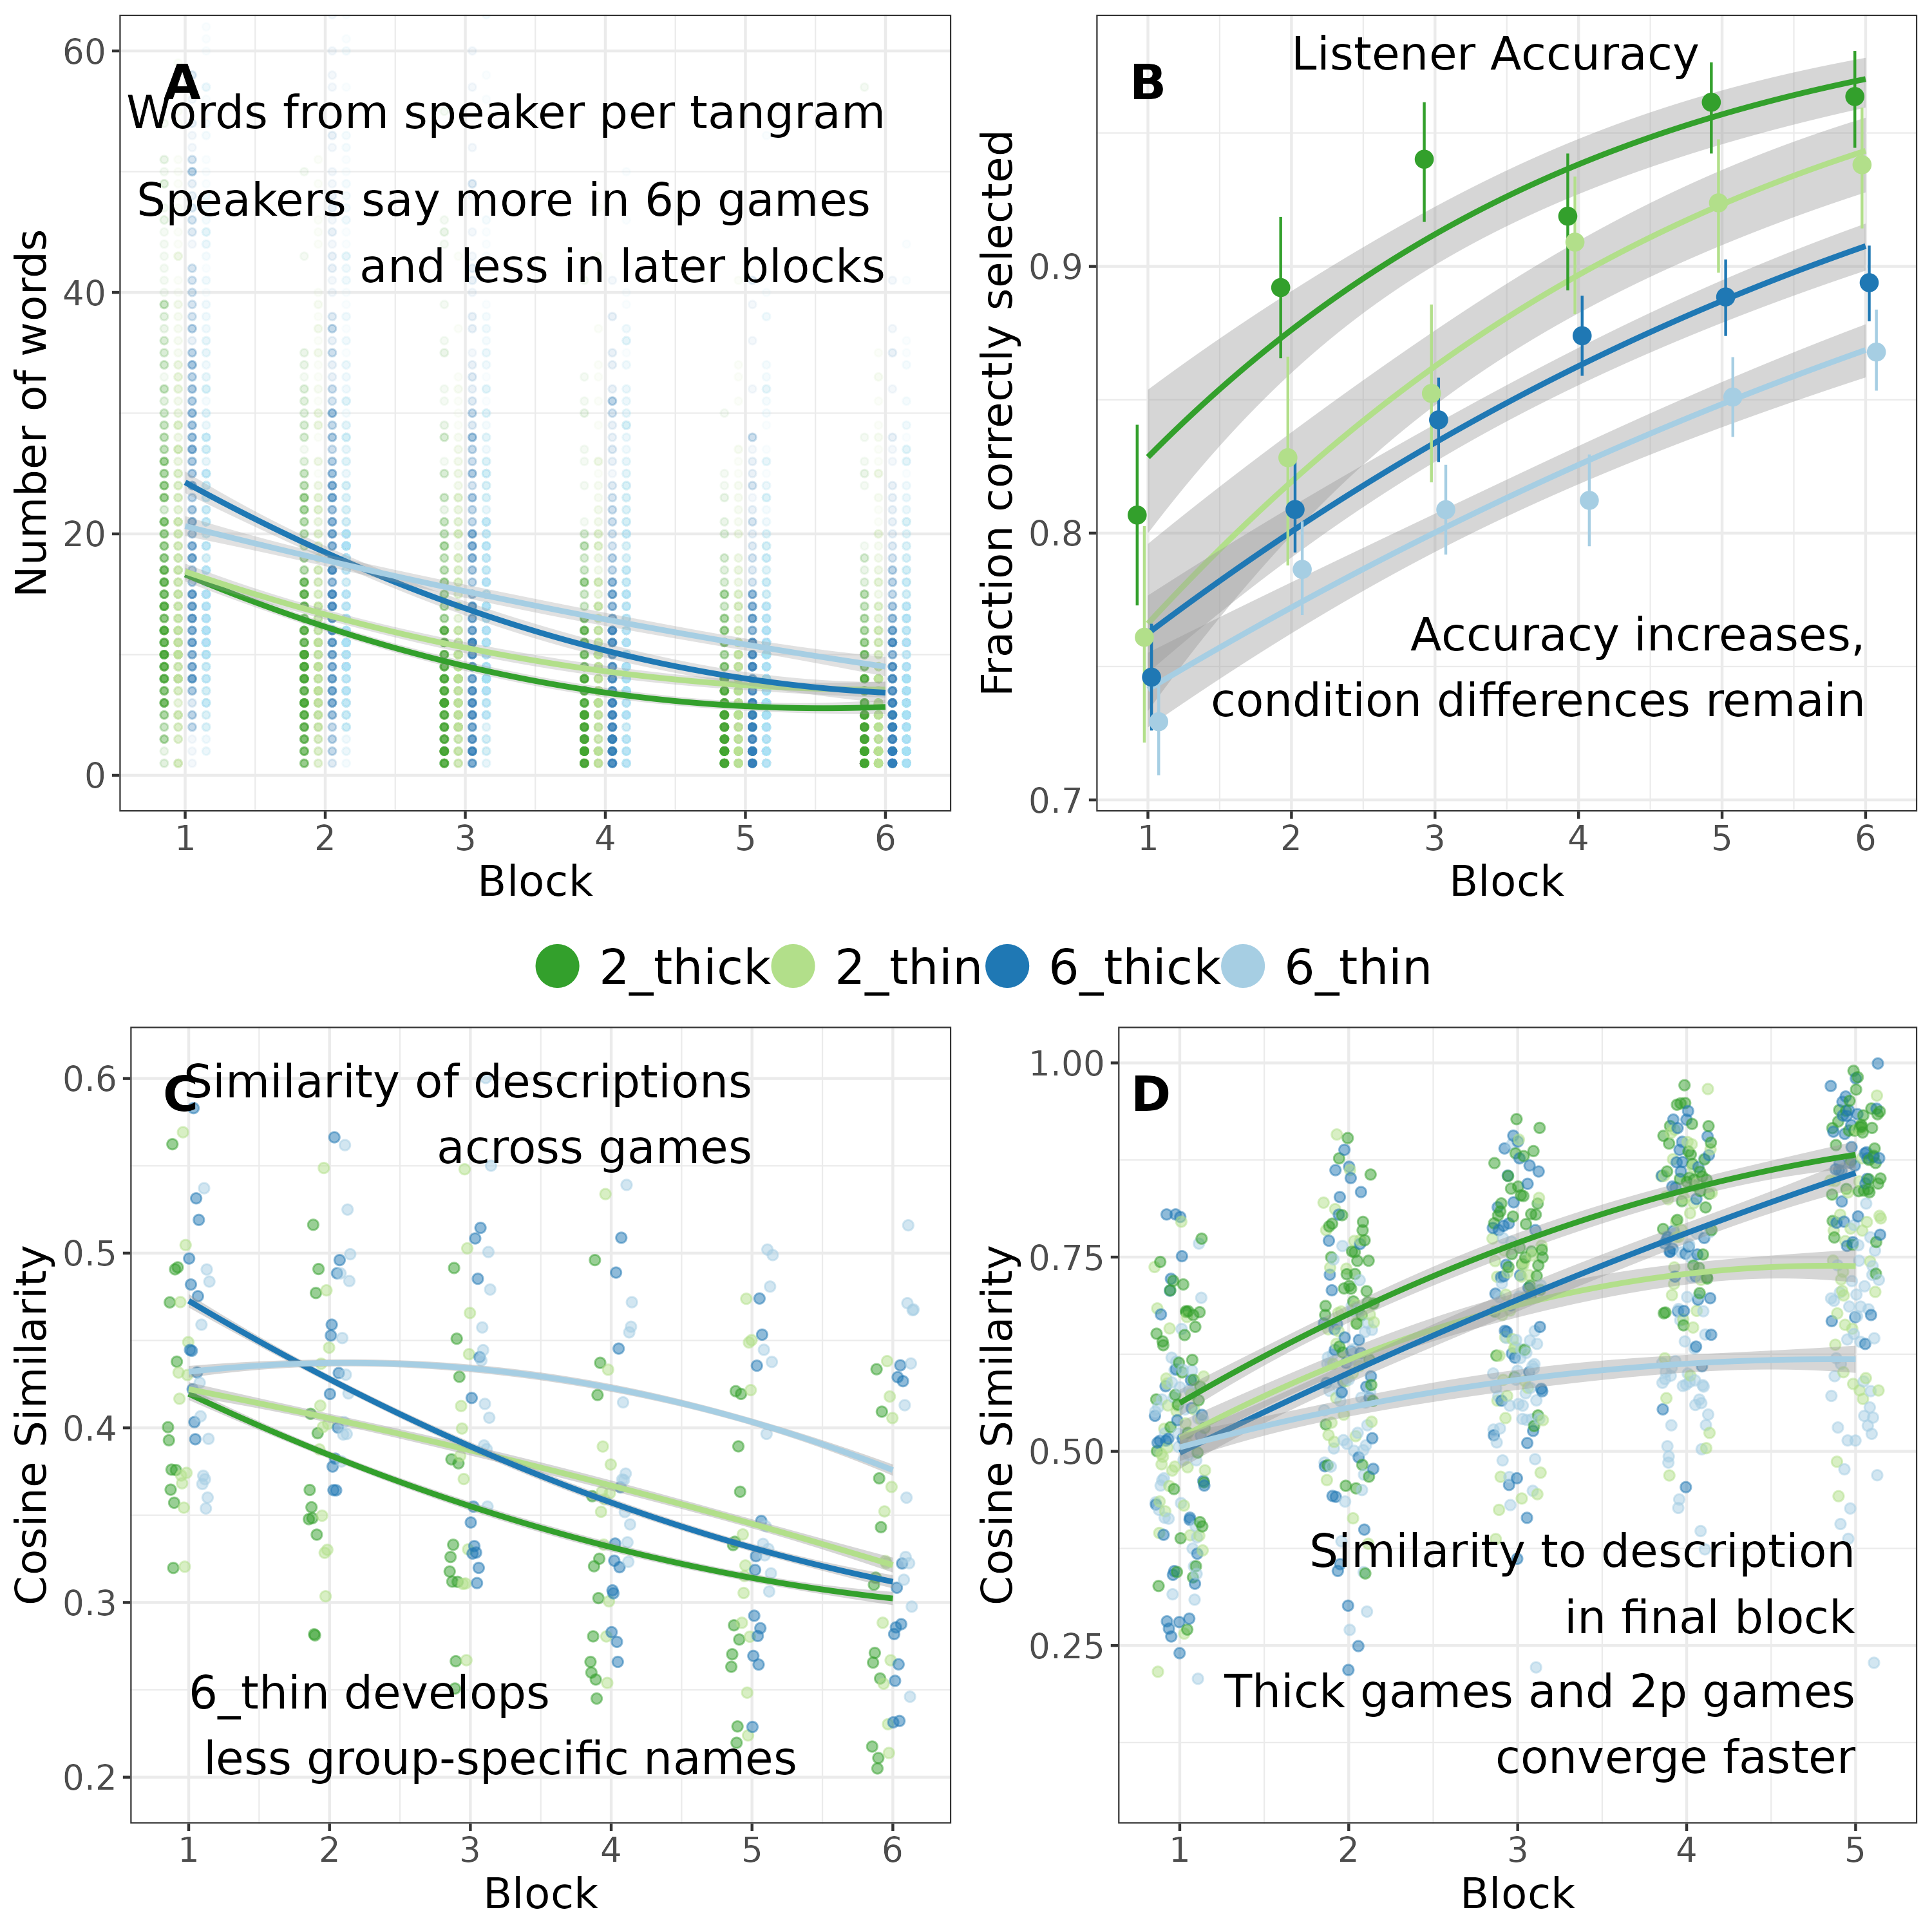 A
Words from speaker per tangram
Speakers say more in 6p games
and less in later blocks
Number of words
60
40
20
0
1 2 3 4 5 6
Block
B
Listener Accuracy
Accuracy increases,
condition differences remain
Fraction correctly selected
0.9
0.8
0.7
1 2 3 4 5 6
Block
2_thick 2_thin 6_thick 6_thin
C
Similarity of descriptions
across games
6_thin develops
less group-specific names
Cosine Similarity
0.6
0.5
0.4
0.3
0.2
1 2 3 4 5 6
Block
D
Similarity to description
in final block
Thick games and 2p games
converge faster
Cosine Similarity
1.00
0.75
0.50
0.25
1 2 3 4 5
Block